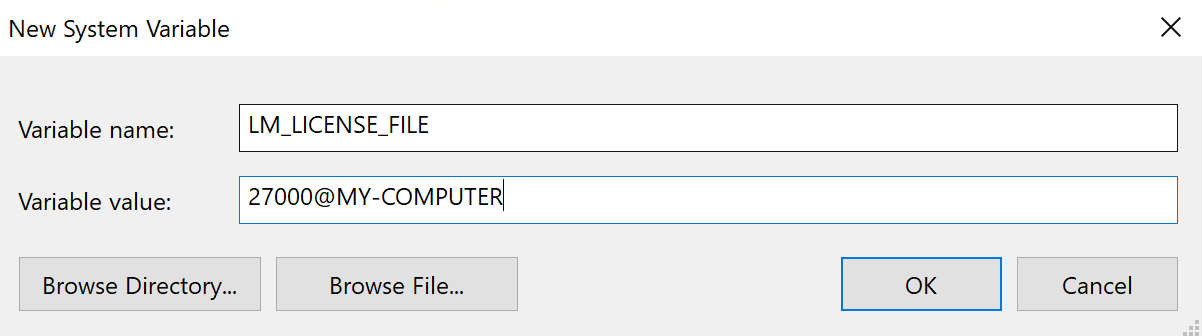 New System Variable
Variable name:
LM_LICENSE_FILE
Variable value:
27000@MY-COMPUTER
Browse Directory...
Browse File...
OK
Cancel